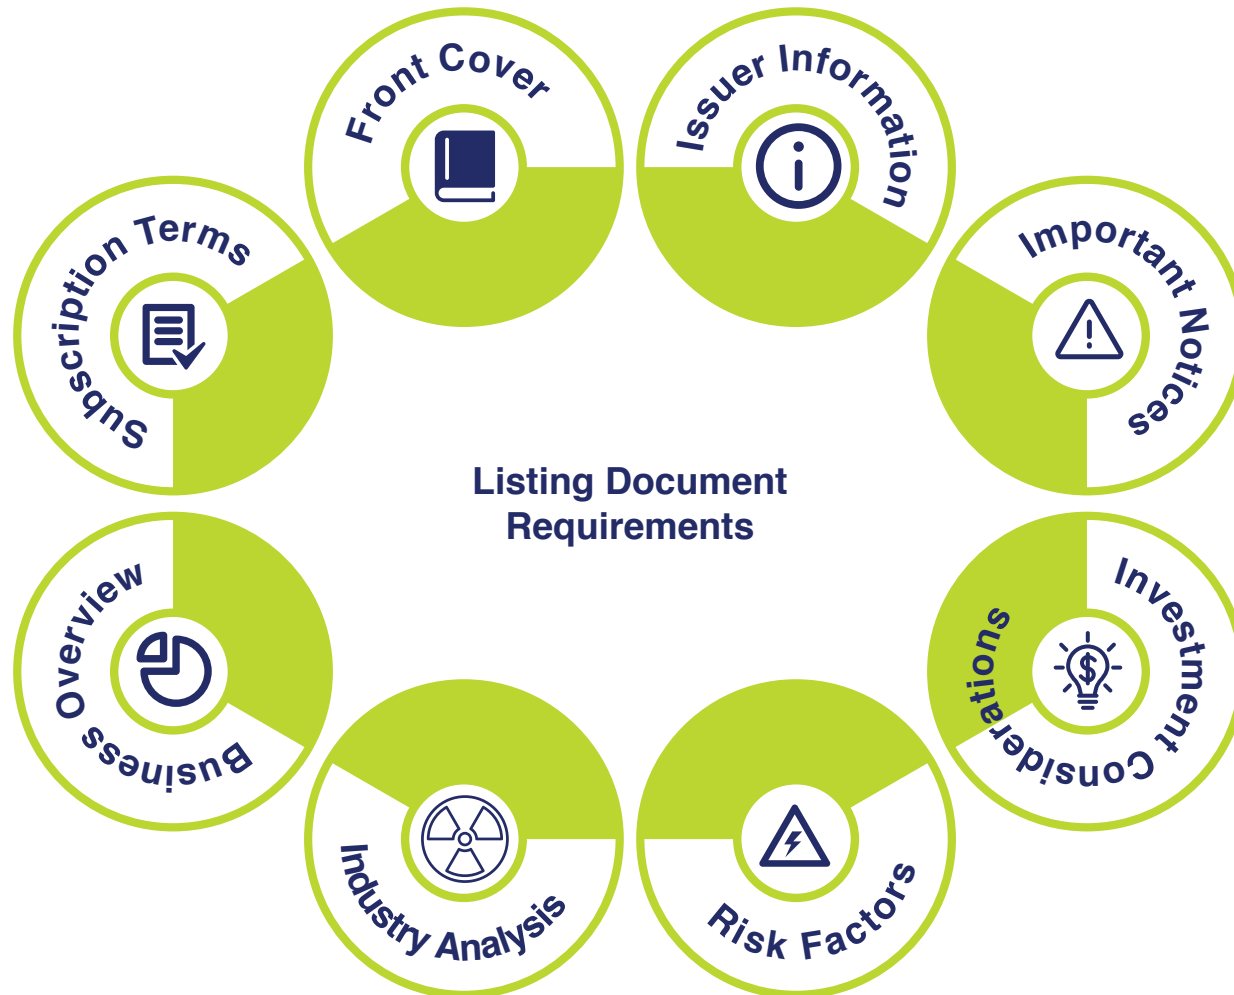 Front Cover
Issuer Information
Important Notices
Investment Considerations
Risk Factors
Industry Analysis
Business Overview
Subscription Terms
Listing Document
Requirements